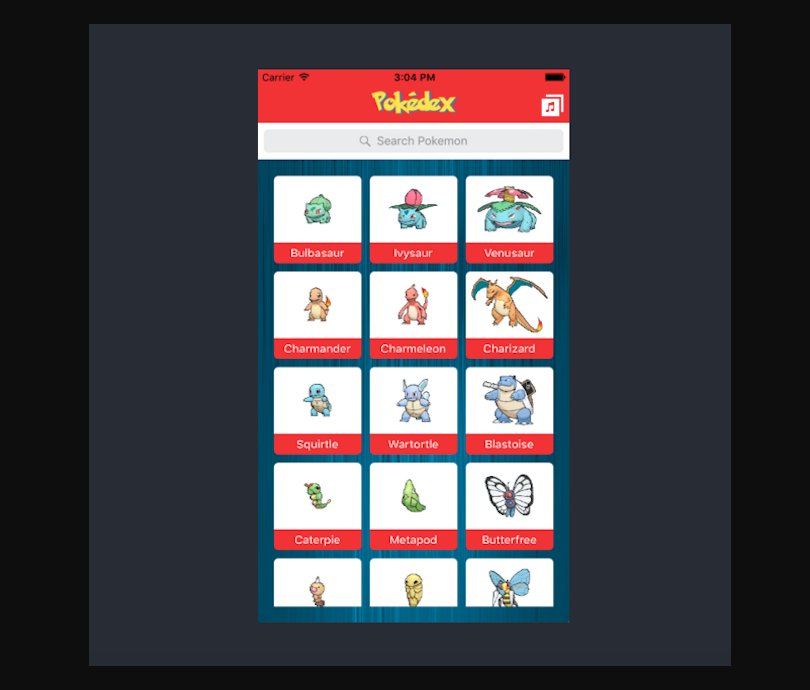 Carrier 3:04 PM
Pokédex
Search Pokemon
Bulbasaur Ivysaur Venusaur
Charmander Charmeleon Charizard
Squirtle Wartortle Blastoise
Caterpie Metapod Butterfree